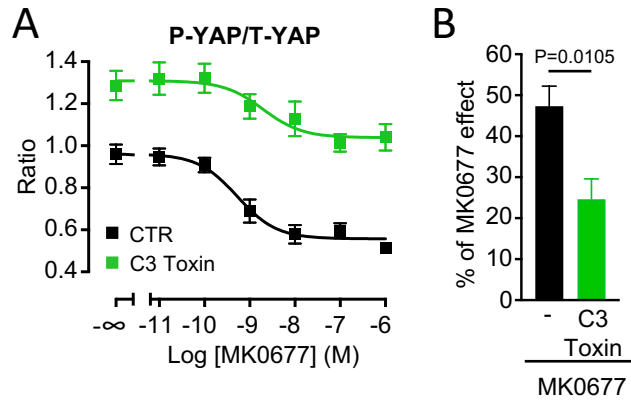 A
P-YAP/T-YAP
1.4
1.2
1.0
0.8
0.6
0.4
Ratio
CTR
C3 Toxin
-∞ -11 -10 -9 -8 -7 -6
Log [MK0677] (M)
B
P=0.0105
60
50
40
30
20
10
0
% of MK0677 effect
- C3
Toxin
MK0677